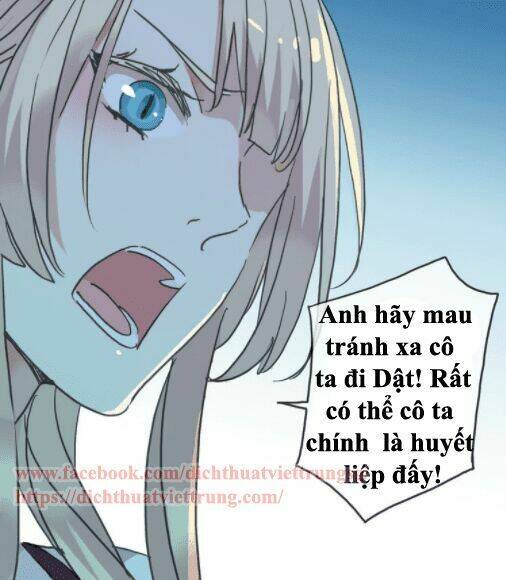 Anh hãy mau
tránh xa cô
ta đi Dật! Rất
có thể cô ta
chính là huyết
liệp đấy!
www.facebook.com/dichthuatviettrung
https://dichthuatviettrung.com/